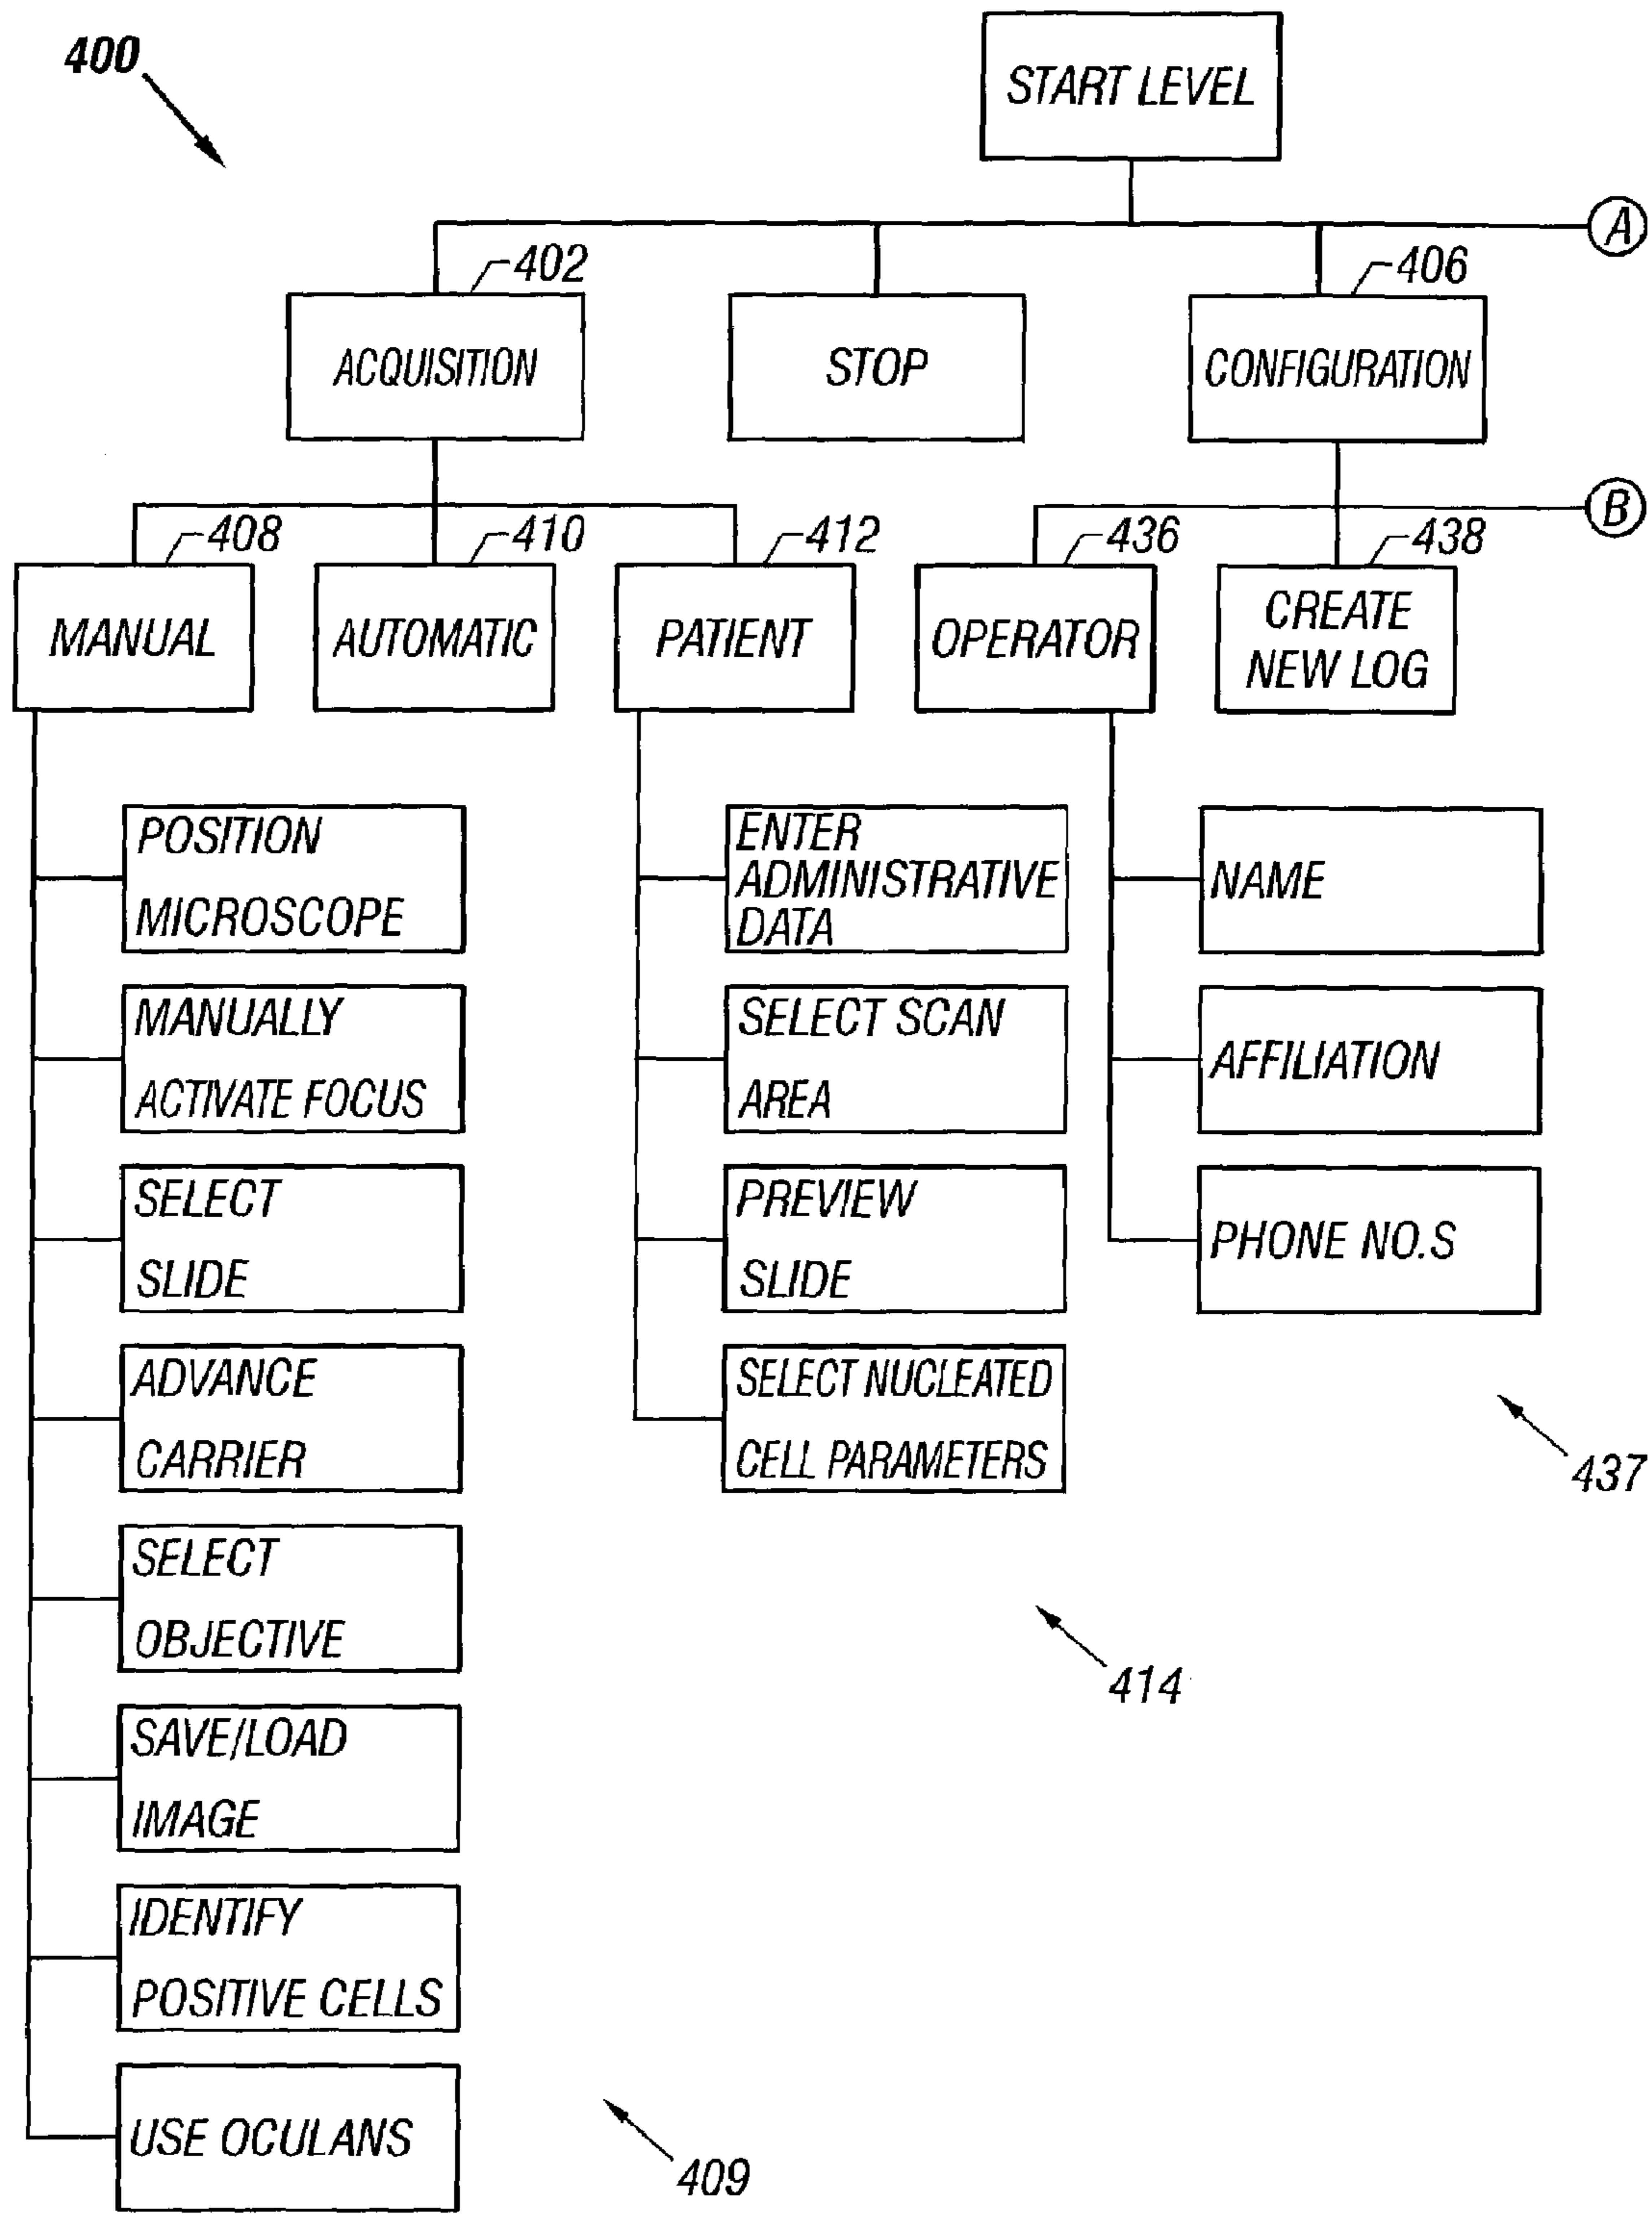 400
START LEVEL
A
402
406
ACQUISITION
STOP
CONFIGURATION
B
408
410
412
436
438
MANUAL
AUTOMATIC
PATIENT
OPERATOR
CREATE
NEW LOG
POSITION
MICROSCOPE
MANUALLY
ACTIVATE FOCUS
SELECT
SLIDE
ADVANCE
CARRIER
SELECT
OBJECTIVE
SAVE/LOAD
IMAGE
IDENTIFY
POSITIVE CELLS
USE OCULANS
409
ENTER
ADMINISTRATIVE
DATA
SELECT SCAN
AREA
PREVIEW
SLIDE
SELECT NUCLEATED
CELL PARAMETERS
414
NAME
AFFILIATION
PHONE NO.S
437